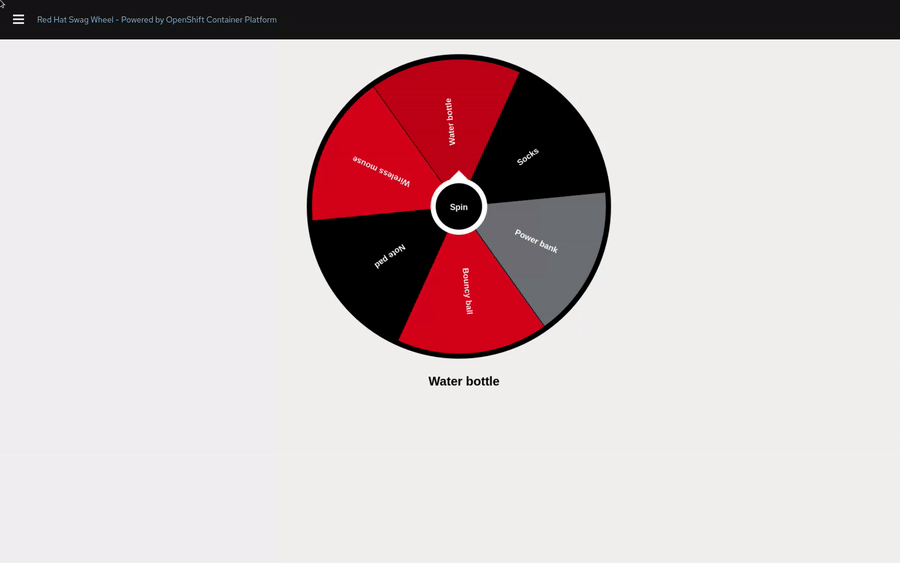 Red Hat Swag Wheel - Powered by OpenShift Container Platform
Water bottle
Socks
Wireless mouse
Spin
Power bank
Note pad
Bouncy ball
Water bottle